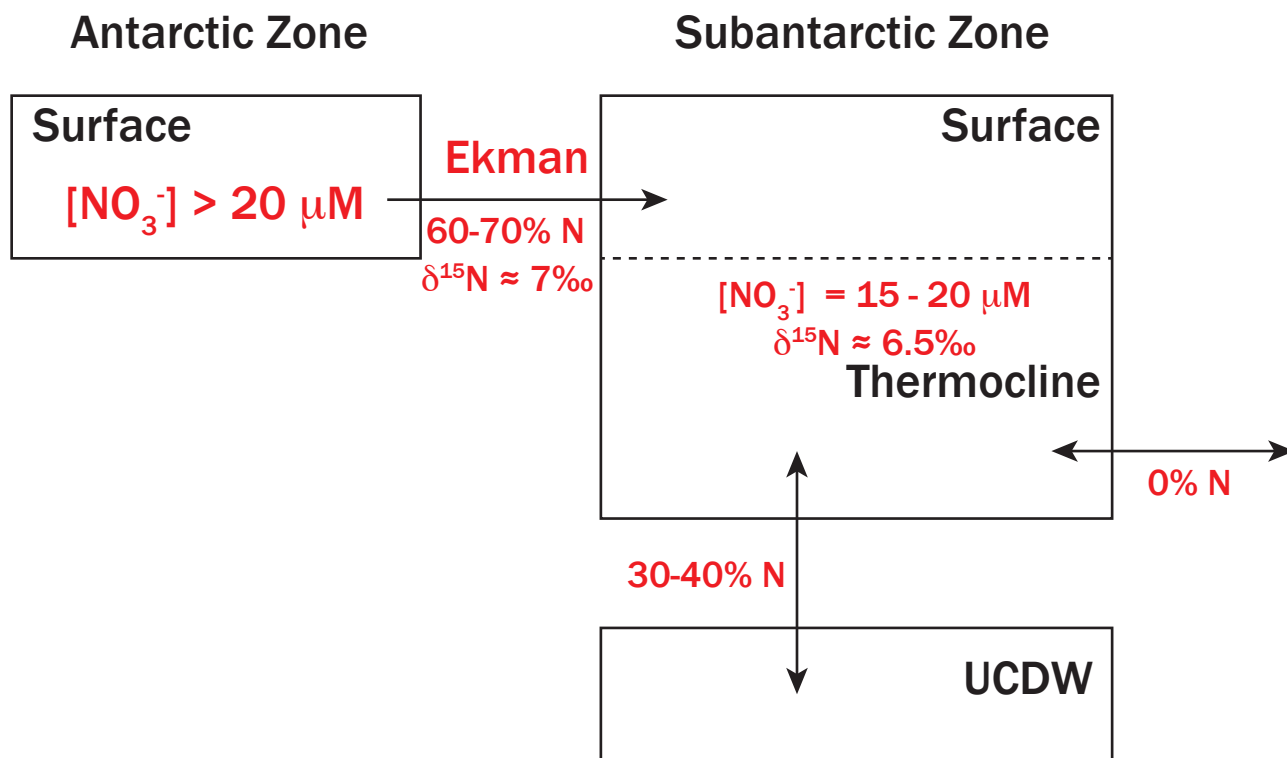 Antarctic Zone
Subantarctic Zone
Surface
[NO₃⁻] > 20 μM
Ekman
60-70% N
δ¹⁵N ≈ 7‰
Surface
[NO₃⁻] = 15 - 20 μM
δ¹⁵N ≈ 6.5‰
Thermocline
0% N
30-40% N
UCDW